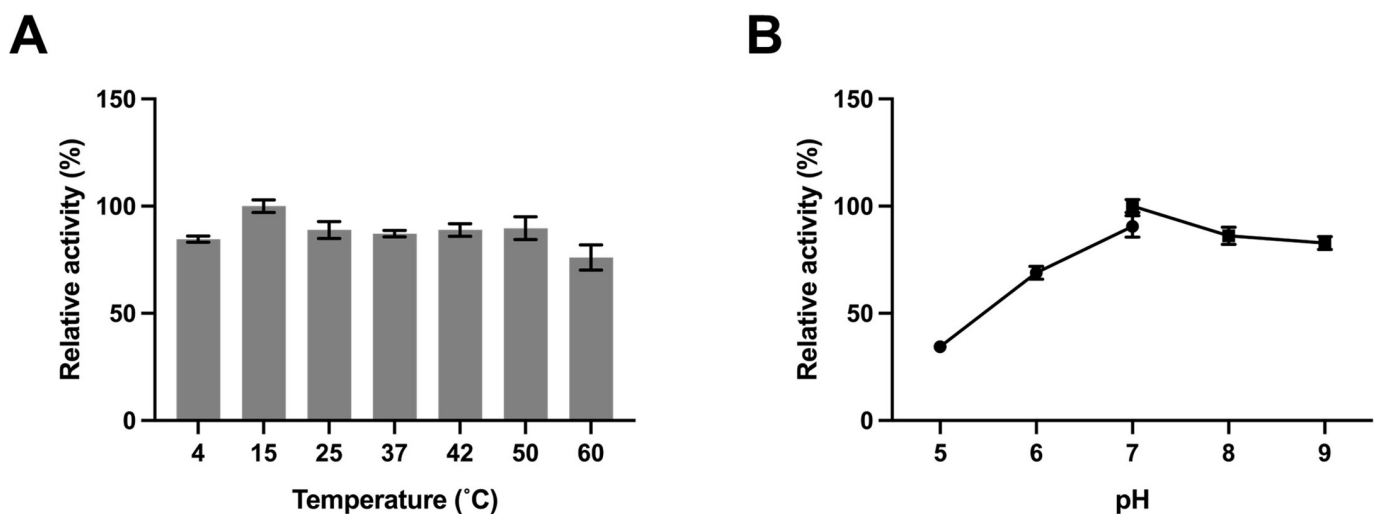 A
Relative activity (%)
150
100
50
0
4 15 25 37 42 50 60
Temperature (˚C)
B
Relative activity (%)
150
100
50
0
5 6 7 8 9
pH